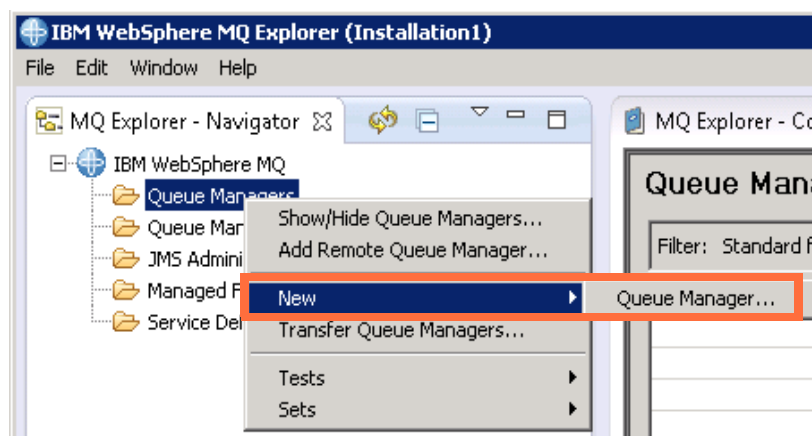 IBM WebSphere MQ Explorer (Installation1)
File Edit Window Help
MQ Explorer - Navigator
IBM WebSphere MQ
Queue Managers
Queue Mar
JMS Admini
Managed F
Service Del
Show/Hide Queue Managers...
Add Remote Queue Manager...
New
Transfer Queue Managers...
Tests
Sets
Queue Manager...
MQ Explorer - Co
Queue Mana
Filter: Standard f